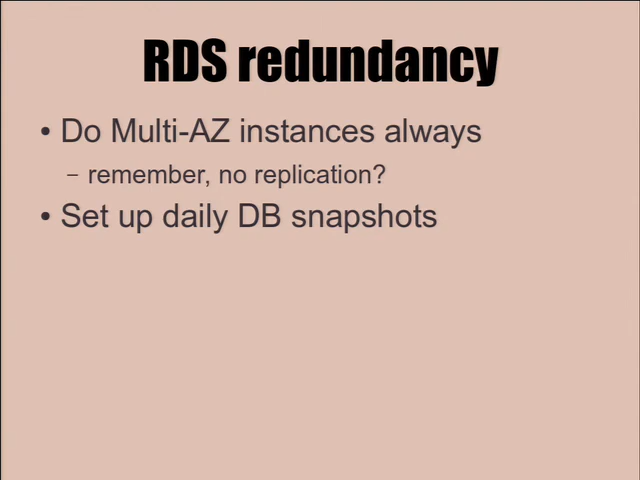 RDS redundancy
• Do Multi-AZ instances always
– remember, no replication?
• Set up daily DB snapshots